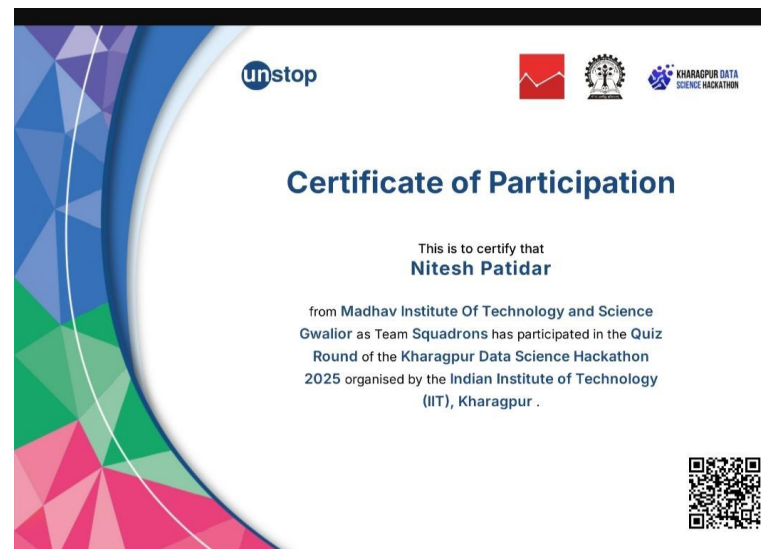 unstop
KHARAGPUR DATA
SCIENCE HACKATHON
Certificate of Participation
This is to certify that
Nitesh Patidar
from Madhav Institute Of Technology and Science
Gwalior as Team Squadrons has participated in the Quiz
Round of the Kharagpur Data Science Hackathon
2025 organised by the Indian Institute of Technology
(IIT), Kharagpur .